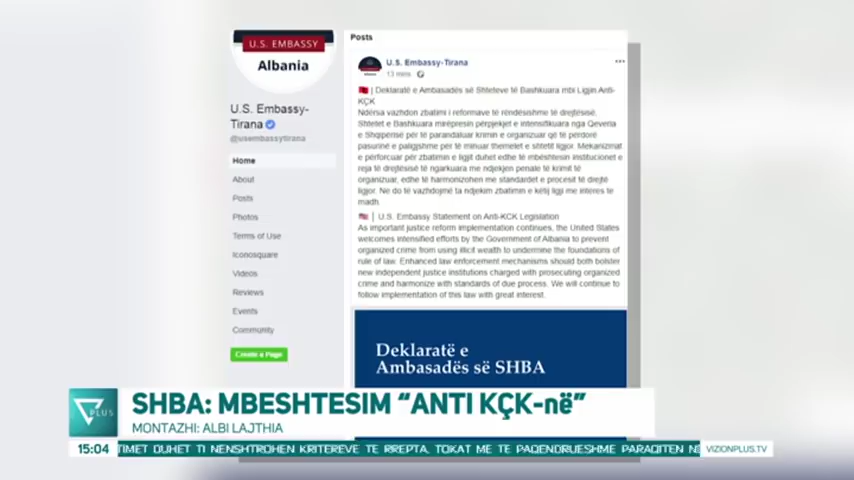 U.S. EMBASSY
Albania
U.S. Embassy-
Tirana
@usembassytirana
Home
About
Posts
Photos
Terms of Use
Iconosquare
Videos
Reviews
Events
Community
Create a Page
Posts
U.S. Embassy-Tirana
13 mins
| Deklaratë e Ambasadës së Shteteve të Bashkuara mbi Ligjin Anti-
KÇK
Ndërsa vazhdon zbatimi i reformave të rëndësishme të drejtësisë,
Shtetet e Bashkuara mirëpresin përpjekjet e intensifikuara nga Qeveria
e Shqipërisë për të parandaluar krimin e organizuar që të përdorë
pasurinë e paligjshme për të minuar themelet e shtetit ligjor. Mekanizmat
e përforcuar për zbatimin e ligjit duhet edhe të mbështesin institucionet e
reja të drejtësisë të ngarkuara me ndjekjen penale të krimit të
organizuar, edhe të harmonizohen me standardet e procesit të drejtë
ligjor. Ne do të vazhdojmë ta ndjekim zbatimin e këtij ligji me interes të
madh.
| U.S. Embassy Statement on Anti-KCK Legislation
As important justice reform implementation continues, the United States
welcomes intensified efforts by the Government of Albania to prevent
organized crime from using illicit wealth to undermine the foundations of
rule of law. Enhanced law enforcement mechanisms should both bolster
new independent justice institutions charged with prosecuting organized
crime and harmonize with standards of due process. We will continue to
follow implementation of this law with great interest.
Deklaratë e
Ambasadës së SHBA
PLUS
SHBA: MBESHTESIM “ANTI KÇK-në”
MONTAZHI: ALBI LAJTHIA
15:04 TIMET DUHET TI NENSHTROHEN KRITEREVE TE RREPTA, TOKAT ME TE PAQENDRUESHME PARAQITEN NE VIZIONPLUS.TV